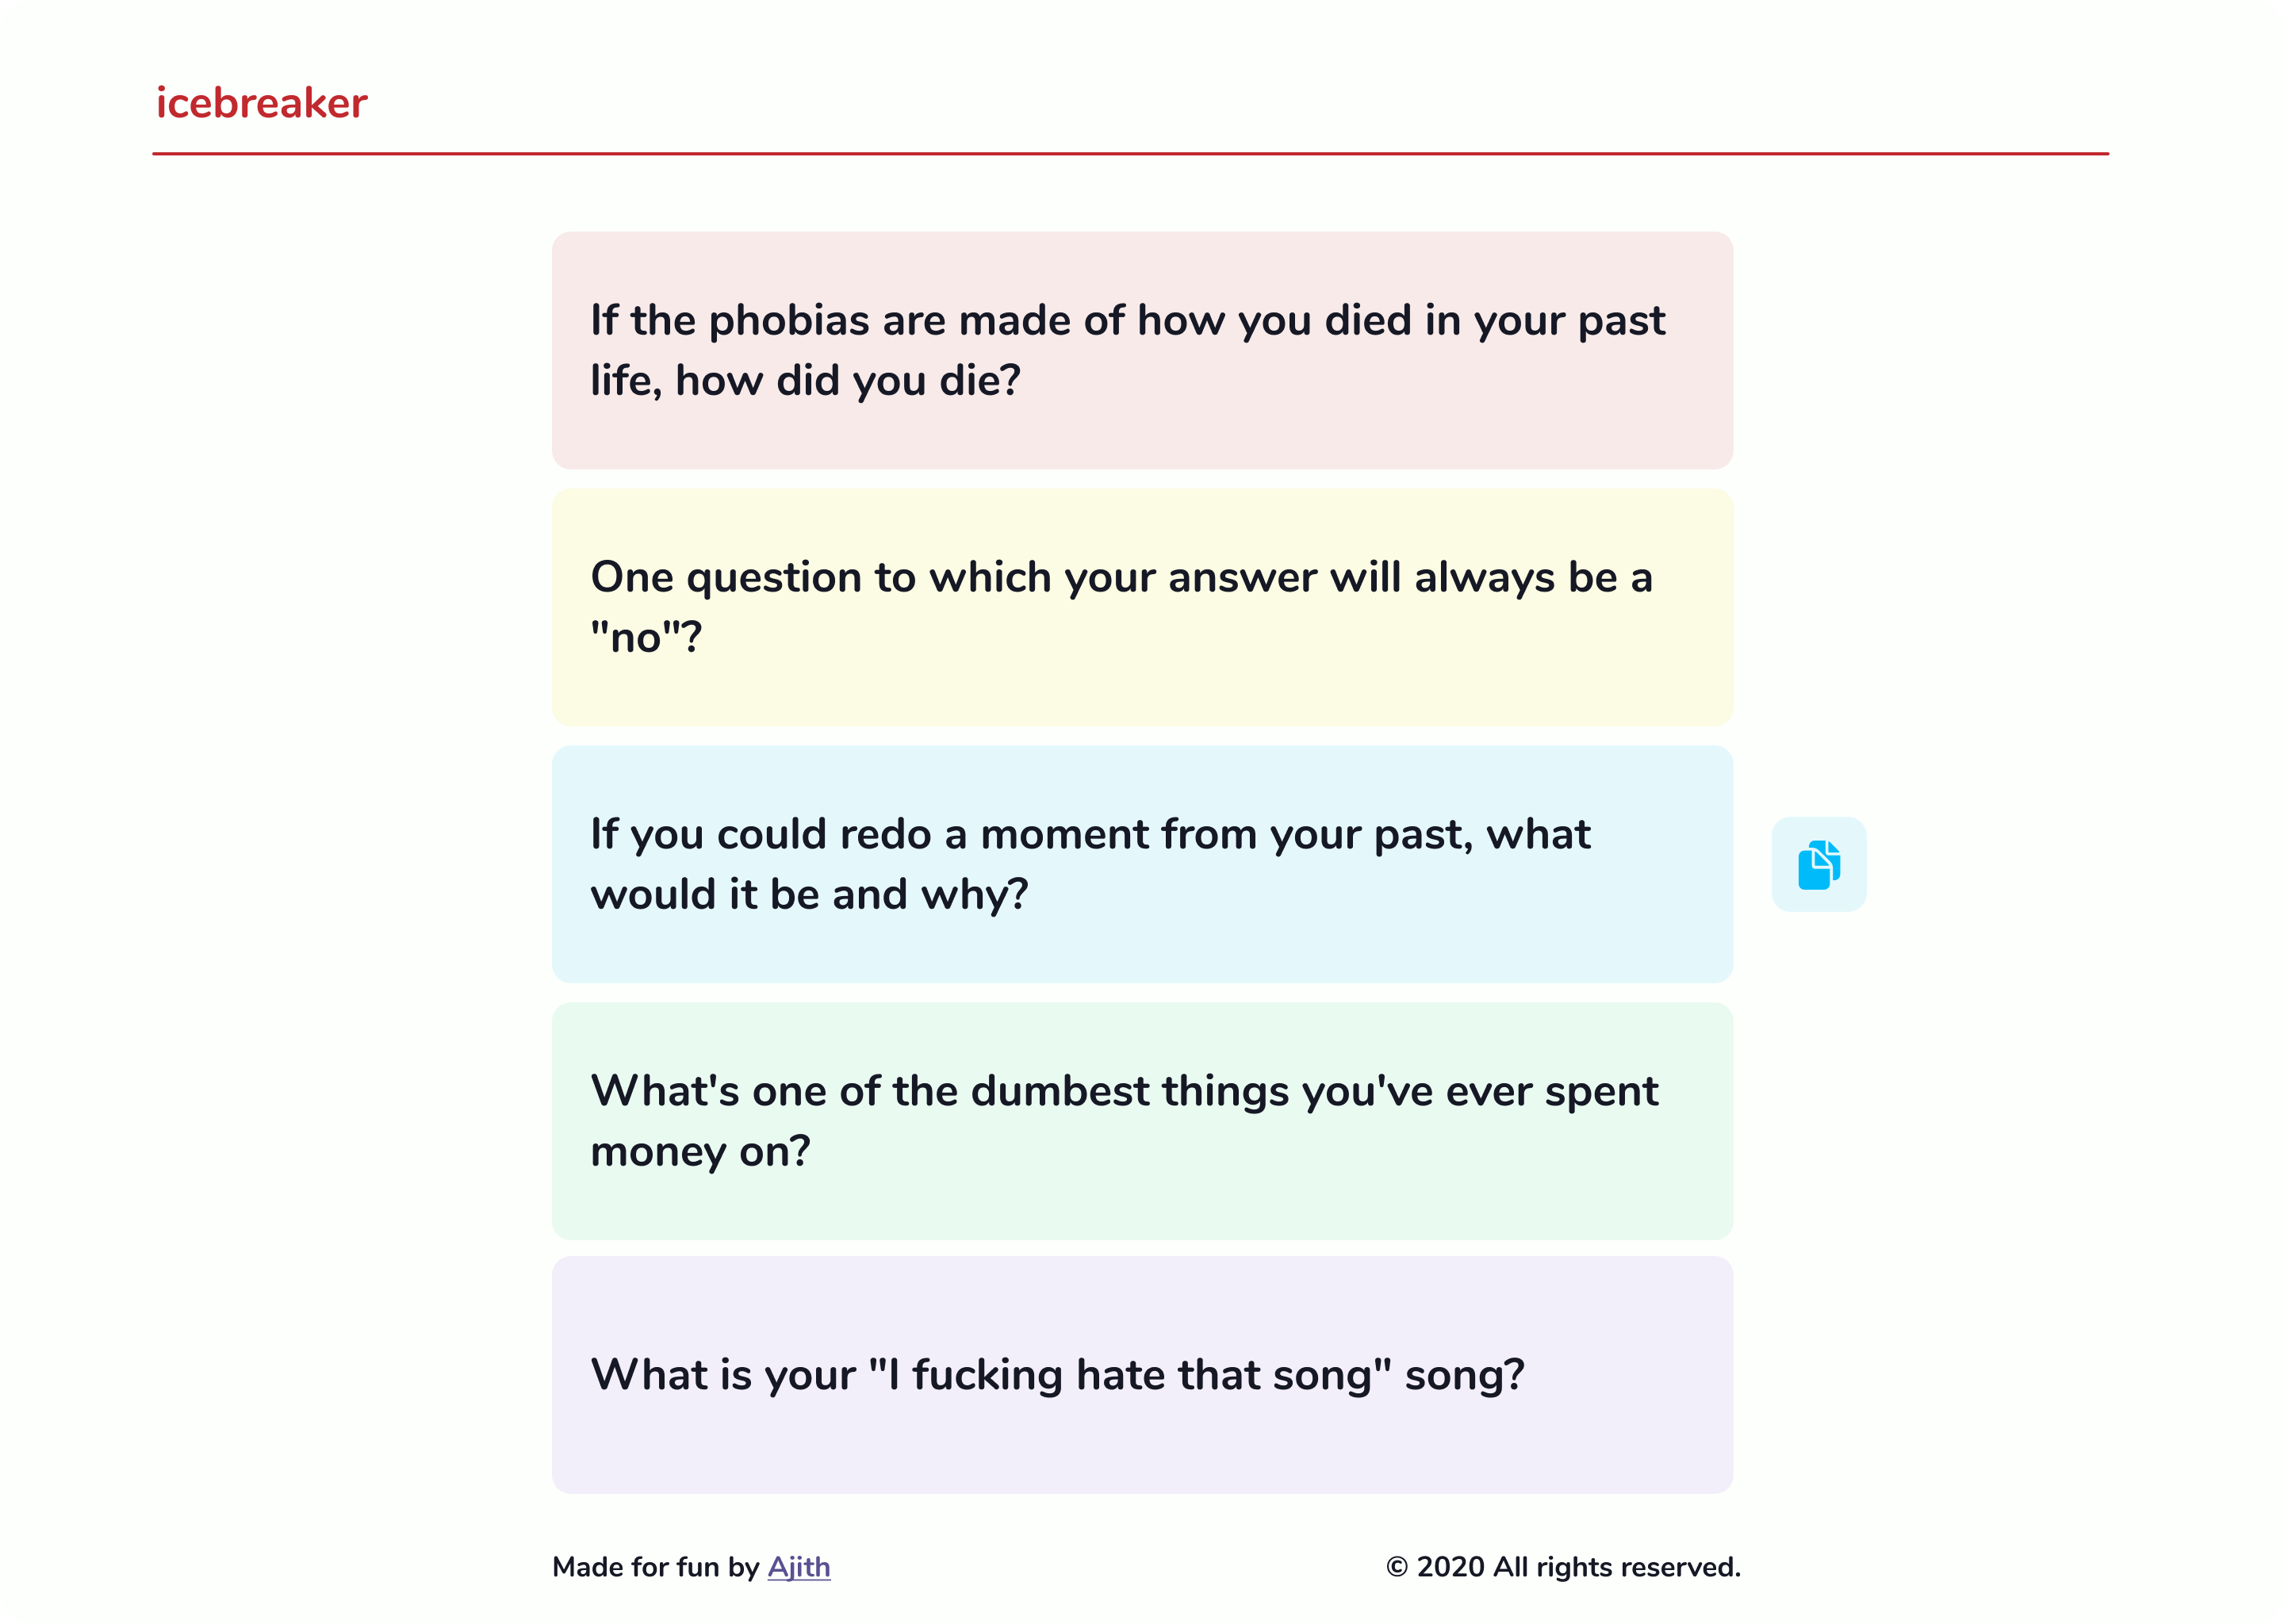 icebreaker
If the phobias are made of how you died in your past
life, how did you die?
One question to which your answer will always be a
"no"?
If you could redo a moment from your past, what
would it be and why?
What's one of the dumbest things you've ever spent
money on?
What is your "I fucking hate that song" song?
Made for fun by Ajith
© 2020 All rights reserved.